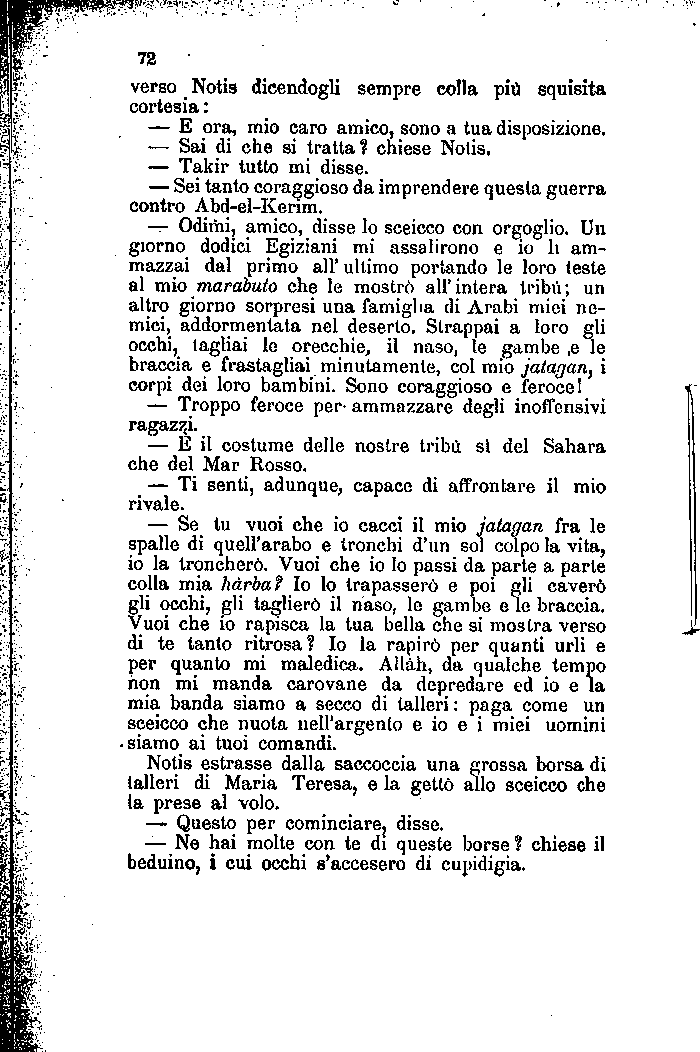 72
verso Notis dicendogli sempre colla più squisita
cortesia:
— E ora, mio caro amico, sono a tua disposizione.
— Sai di che si tratta? chiese Notis.
— Takir tutto mi disse.
— Sei tanto coraggioso da imprendere questa guerra
contro Abd-el-Kerim.
— Odimi, amico, disse lo sceicco con orgoglio. Un
giorno dodici Egiziani mi assalirono e io li am-
mazzai dal primo all'ultimo portando le loro teste
al mio marabuto che le mostrò all'intera tribù; un
altro giorno sorpresi una famiglia di Arabi miei ne-
mici, addormentata nel deserto. Strappai a loro gli
occhi, tagliai le orecchie, il naso, le gambe e le
braccia e frastagliai minutamente, col mio jatagan, i
corpi dei loro bambini. Sono coraggioso e feroce!
— Troppo feroce per ammazzare degli inoffensivi
ragazzi.
— È il costume delle nostre tribù sì del Sahara
che del Mar Rosso.
— Ti senti, adunque, capace di affrontare il mio
rivale.
— Se tu vuoi che io cacci il mio jatagan fra le
spalle di quell'arabo e tronchi d'un sol colpo la vita,
io la troncherò. Vuoi che io lo passi da parte a parte
colla mia hàrba? Io lo trapasserò e poi gli caverò
gli occhi, gli taglierò il naso, le gambe e le braccia.
Vuoi che io rapisca la tua bella che si mostra verso
di te tanto ritrosa? Io la rapirò per quanti urli e
per quanto mi maledica. Allàh, da qualche tempo
non mi manda carovane da depredare ed io e la
mia banda siamo a secco di talleri: paga come un
sceicco che nuota nell'argento e io e i miei uomini
siamo ai tuoi comandi.
Notis estrasse dalla saccoccia una grossa borsa di
talleri di Maria Teresa, e la gettò allo sceicco che
la prese al volo.
— Questo per cominciare, disse.
— Ne hai molte con te di queste borse? chiese il
beduino, i cui occhi s'accesero di cupidigia.